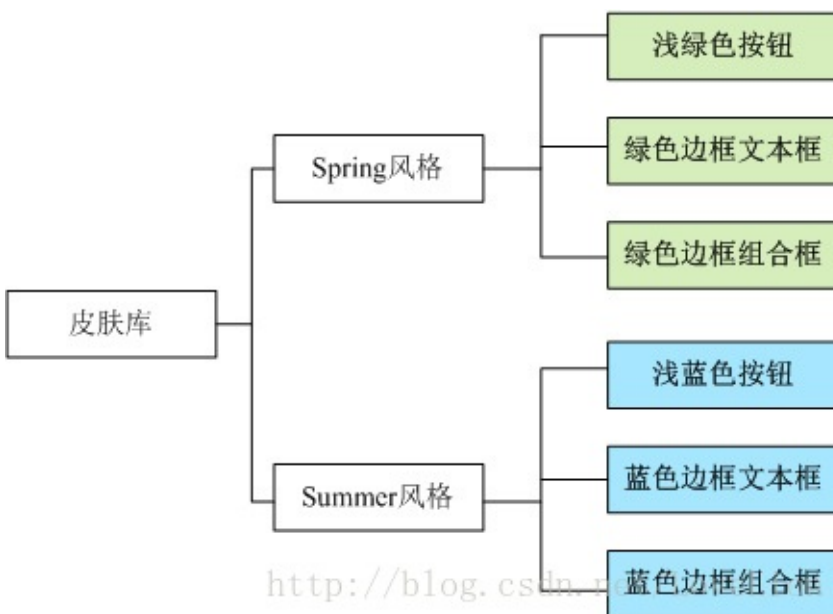 浅绿色按钮
Spring风格
绿色边框文本框
绿色边框组合框
皮肤库
浅蓝色按钮
Summer风格
蓝色边框文本框
蓝色边框组合框
http://blog.csdn.ne